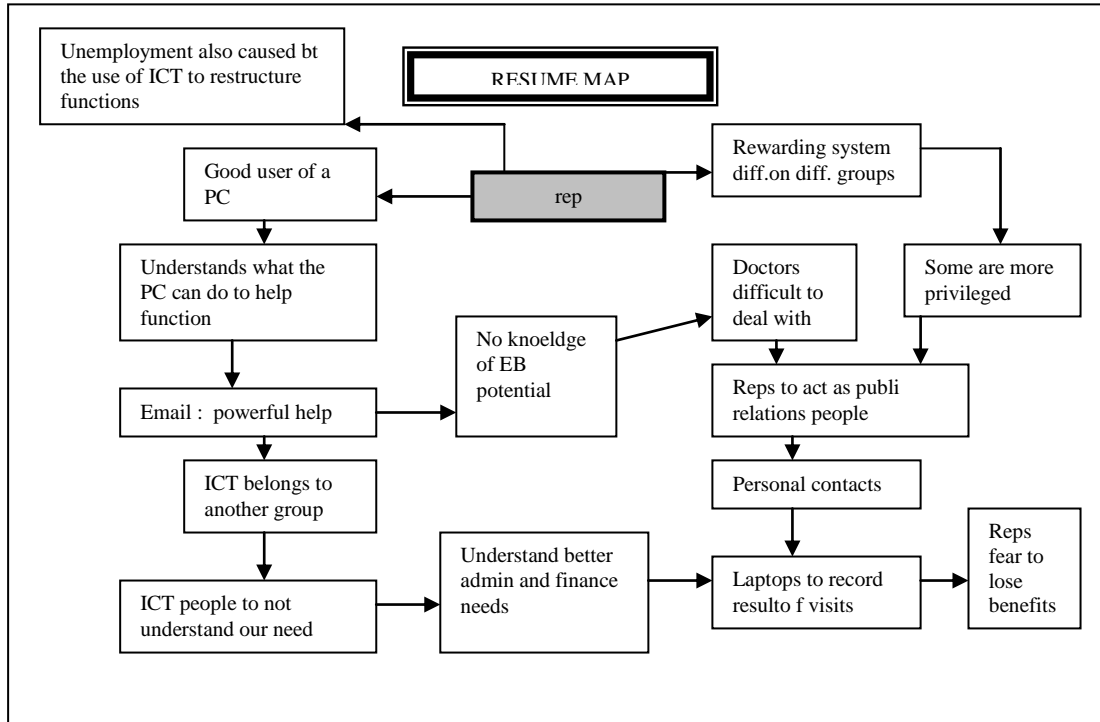 Unemployment also caused bt
the use of ICT to restructure
functions
RESUME MAP
Good user of a
PC
rep
Rewarding system
diff.on diff. groups
Understands what the
PC can do to help
function
Doctors
difficult to
deal with
Some are more
privileged
No knoeldge
of EB
potential
Email :  powerful help
Reps to act as publi
relations people
ICT belongs to
another group
Personal contacts
Understand better
admin and finance
needs
Reps
fear to
lose
benefits
ICT people to not
understand our need
Laptops to record
resulto f visits